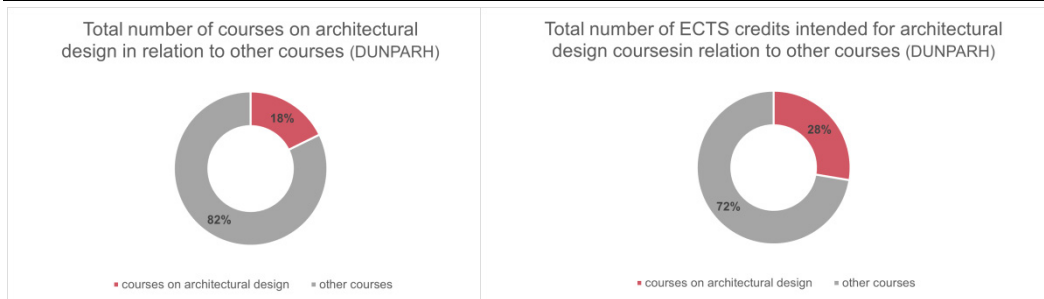 Total number of courses on architectural
design in relation to other courses (DUNPARH)
18%
82%
courses on architectural design
other courses
Total number of ECTS credits intended for architectural
design coursesin relation to other courses (DUNPARH)
28%
72%
courses on architectural design
other courses